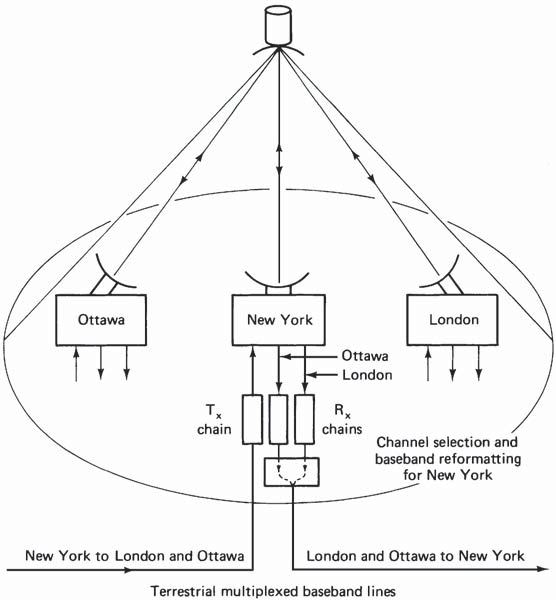 Ottawa
New York
London
Ottawa
London
Tx
chain
Rx
chains
Channel selection and
baseband reformatting
for New York
New York to London and Ottawa
London and Ottawa to New York
Terrestrial multiplexed baseband lines